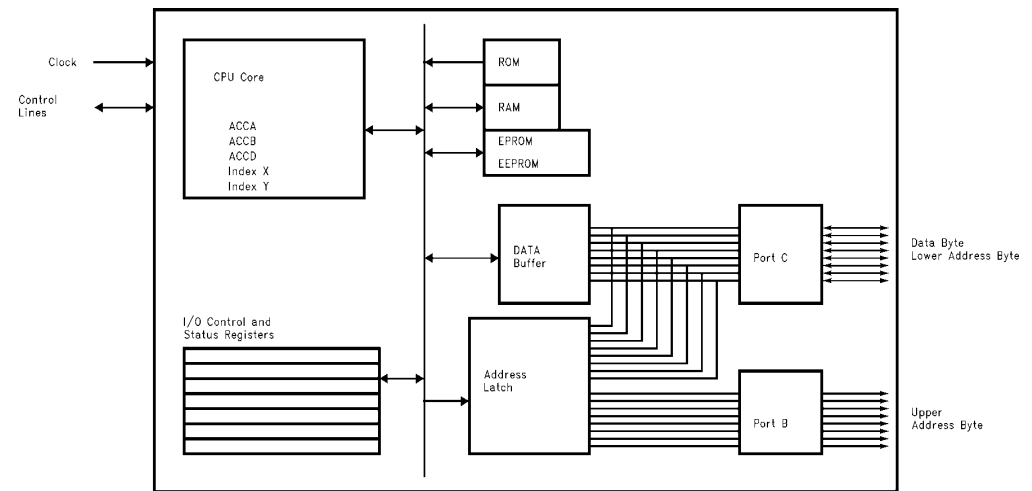 Clock
Control
Lines
CPU Core
ACCA
ACCB
ACCD
Index X
Index Y
ROM
RAM
EPROM
EEPROM
DATA
Buffer
Port C
Data Byte
Lower Address Byte
I/O Control and
Status Registers
Address
Latch
Port B
Upper
Address Byte